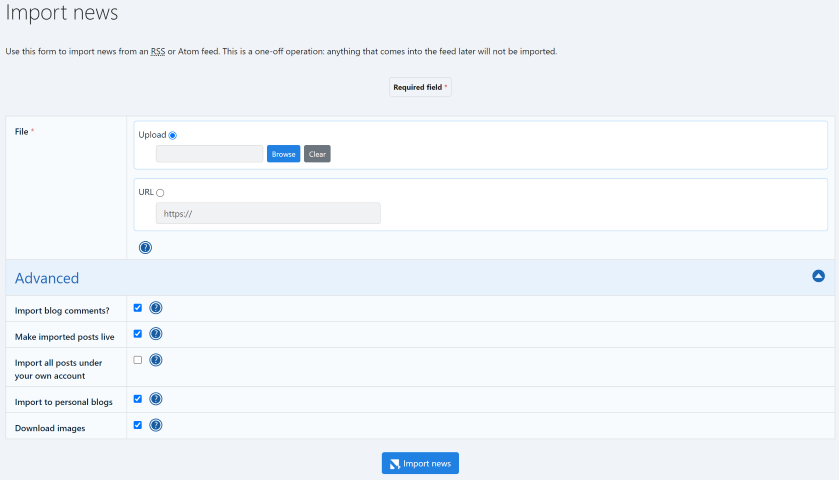 Import news
Use this form to import news from an RSS or Atom feed. This is a one-off operation: anything that comes into the feed later will not be imported.
Required field *
File *
Upload
Browse Clear
URL
https://
?
Advanced
Import blog comments? ?
Make imported posts live ?
Import all posts under ?
your own account
Import to personal blogs ?
Download images ?
Import news